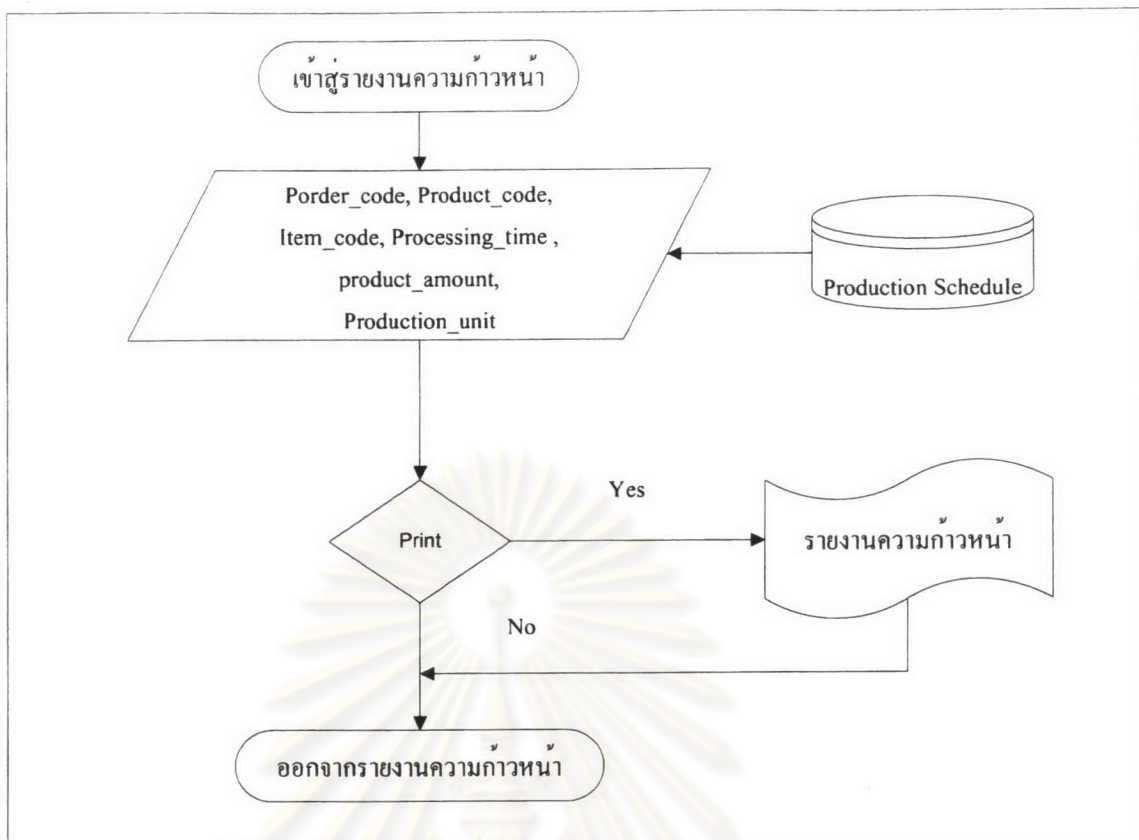 เข้าสู่รายงานความก้าวหน้า
Porder_code, Product_code,
Item_code, Processing_time ,
product_amount,
Production_unit
Production Schedule
Print
Yes
รายงานความก้าวหน้า
No
ออกจากรายงานความก้าวหน้า